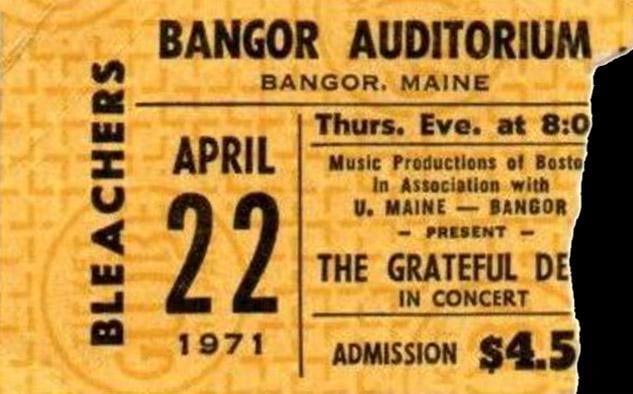 BANGOR AUDITORIUM
BANGOR, MAINE
BLEACHERS
APRIL
22
1971
Thurs. Eve. at 8:0
Music Productions of Bosto
in Association with
U. MAINE — BANGOR
– PRESENT –
THE GRATEFUL DE
IN CONCERT
ADMISSION $4.5